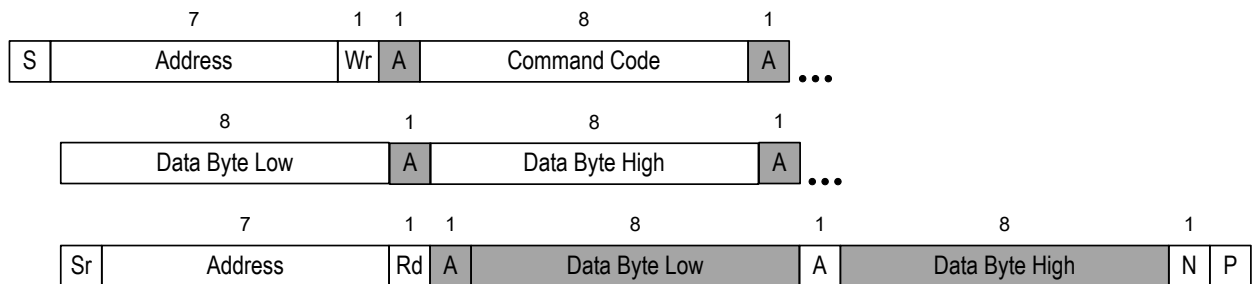 7 1 1 8 1
S Address Wr A Command Code A ...
8 1 8 1
Data Byte Low A Data Byte High A ...
7 1 1 8 1 8 1
Sr Address Rd A Data Byte Low A Data Byte High N P